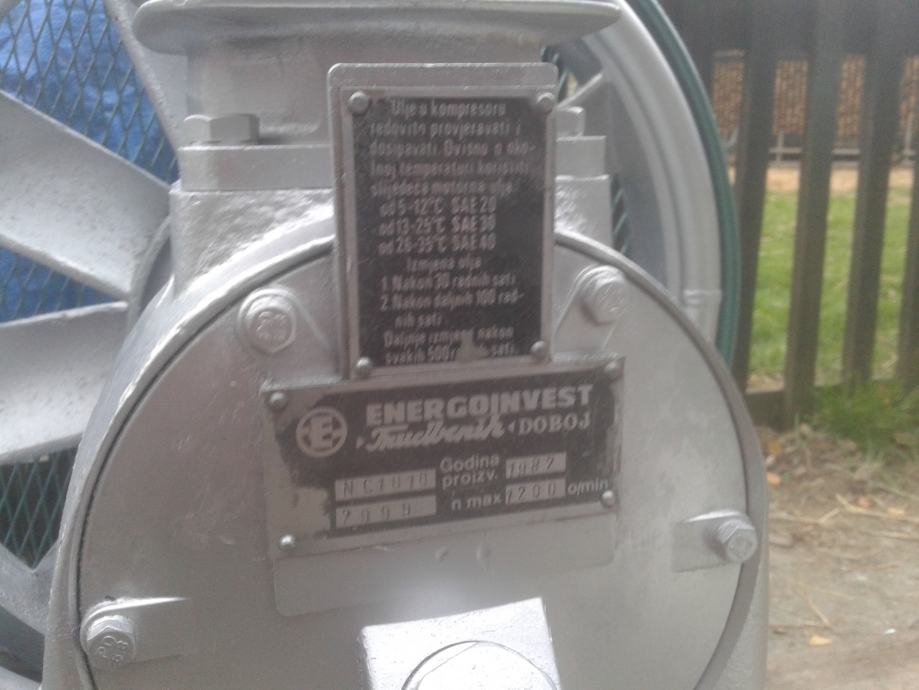 Ulje u kompresoru
redovito provjeravati i
dosipavati. Ovisno o oko-
lnoj temperaturi koristiti
slijedeća motorna ulja
od 5-12°C SAE 20
od 13-25°C SAE 30
od 26-35°C SAE 40
Izmjena ulja
1. Nakon 30 radnih sati
2. Nakon daljnih 100 rad-
nih sati
Daljnje izmjene nakon
svakih 500 sati.
E ENERGOINVEST
Trudbenik DOBOJ
Godina
proizv.
n max 1200 o/min